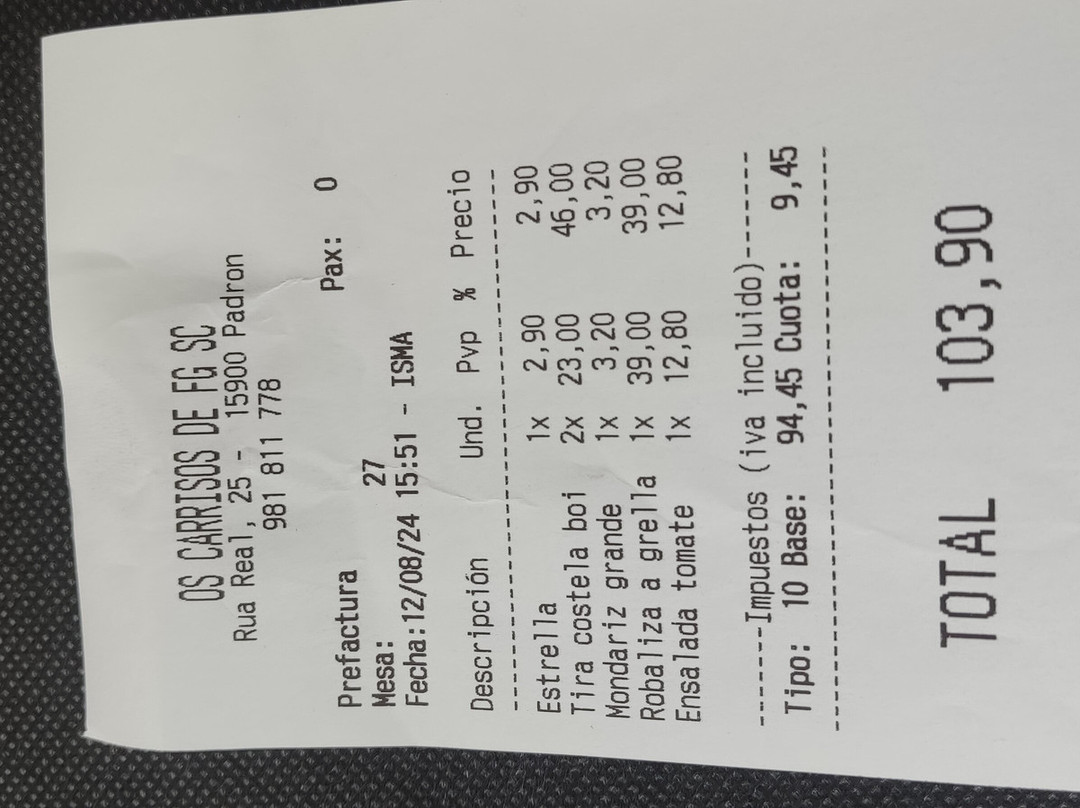 OS CARRISOS DE FG SC
Rua Real, 25 - 15900 Padron
981 811 778
Prefactura Pax: 0
Mesa: 27
Fecha:12/08/24 15:51 - ISMA
Descripción Und. Pvp % Precio
Estrella 1x 2,90 2,90
Tira costela boi 2x 23,00 46,00
Mondariz grande 1x 3,20 3,20
Robaliza a grella 1x 39,00 39,00
Ensalada tomate 1x 12,80 12,80
------Impuestos (iva incluido)-------
Tipo: 10 Base: 94,45 Cuota: 9,45
TOTAL 103,90